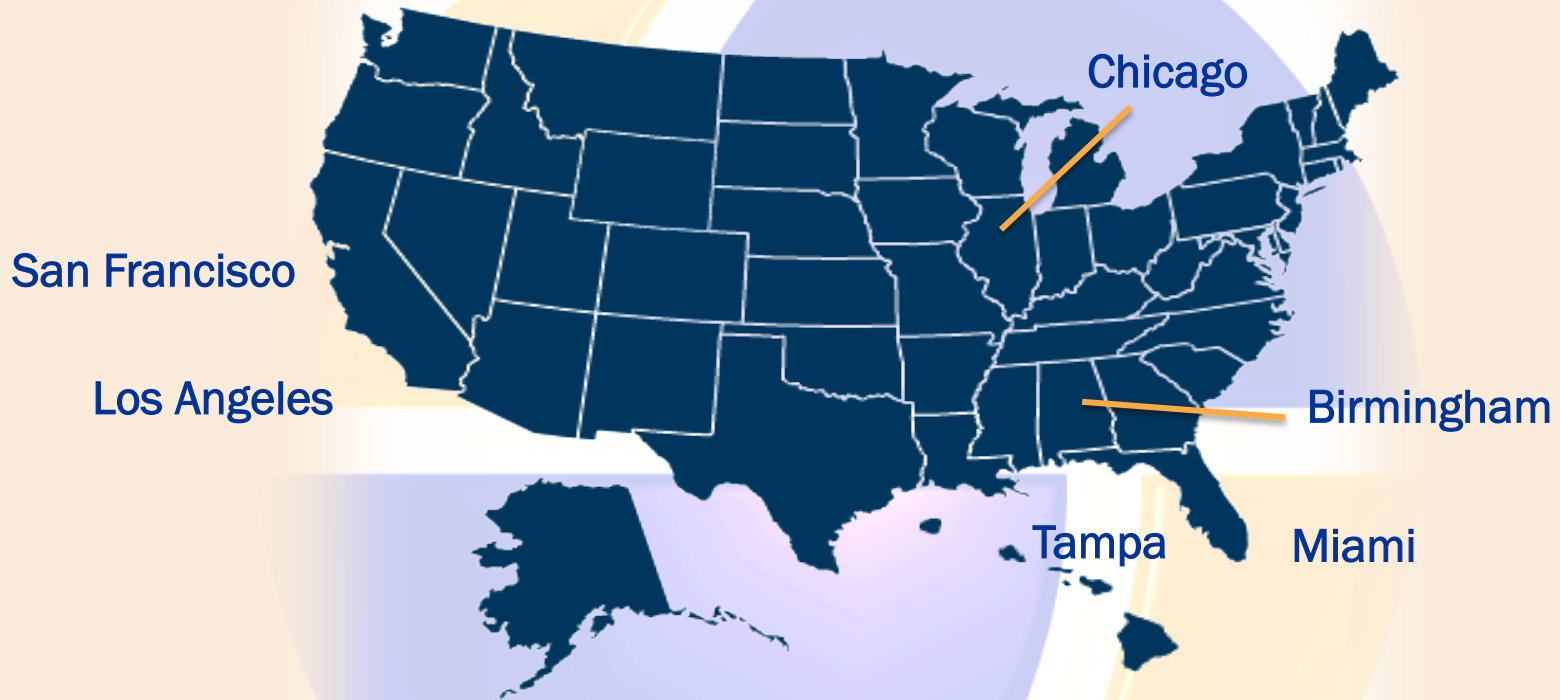 Chicago
San Francisco
Los Angeles
Birmingham
Tampa
Miami